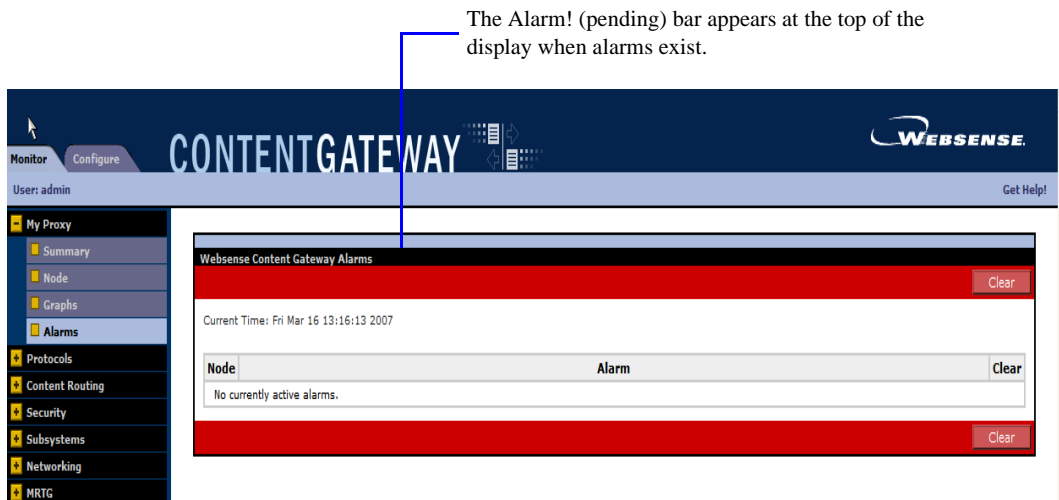 The Alarm! (pending) bar appears at the top of the
display when alarms exist.
Monitor
Configure
CONTENTGATEWAY
WEBSENSE.
User: admin
Get Help!
My Proxy
Summary
Node
Graphs
Alarms
Protocols
Content Routing
Security
Subsystems
Networking
MRTG
Websense Content Gateway Alarms
Clear
Current Time: Fri Mar 16 13:16:13 2007
Node Alarm Clear
No currently active alarms.
Clear